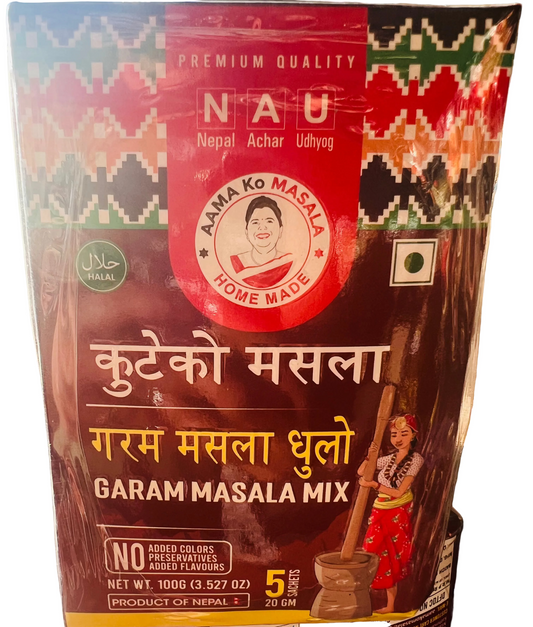 PREMIUM QUALITY
NAU
Nepal Achar Udhyog
AAMA Ko MASALA
HOME MADE
حلال
HALAL
कुटेको मसला
गरम मसला धुलो
GARAM MASALA MIX
NO ADDED COLORS
PRESERVATIVES
ADDED FLAVOURS
NET WT. 100G (3.527 OZ)
PRODUCT OF NEPAL
5 SACHETS
20 GM